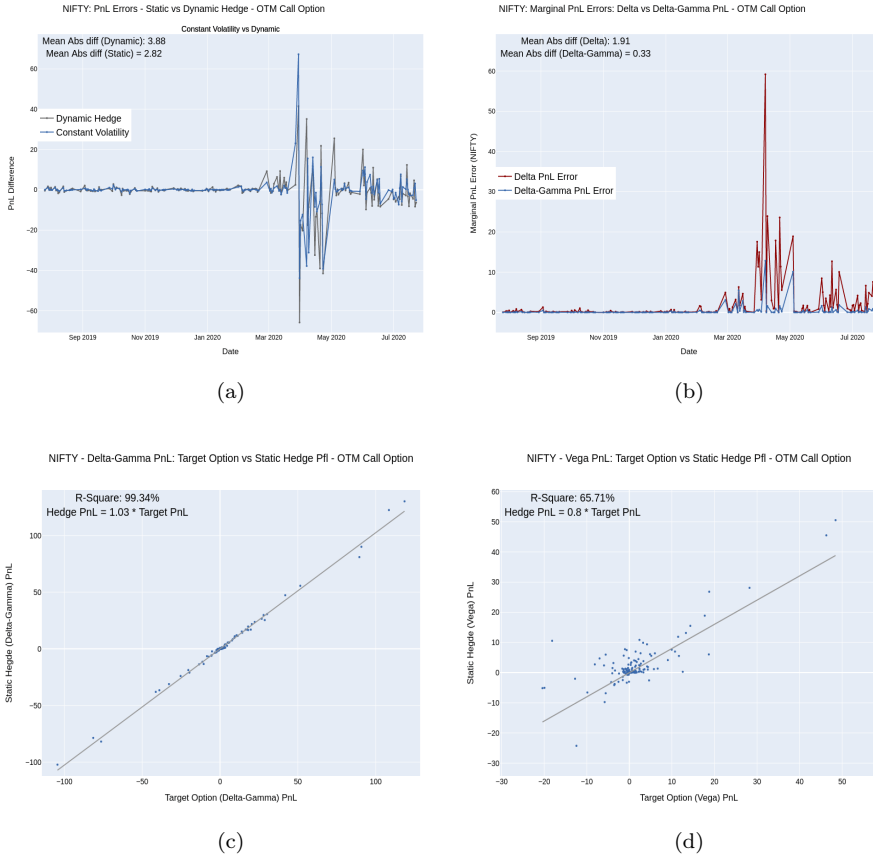 NIFTY: PnL Errors - Static vs Dynamic Hedge - OTM Call Option
Constant Volatility vs Dynamic
Mean Abs diff (Dynamic): 3.88
Mean Abs diff (Static) = 2.82
60
40
20
0
−20
−40
−60
PnL Difference
Dynamic Hedge
Constant Volatility
Sep 2019
Nov 2019
Jan 2020
Mar 2020
May 2020
Jul 2020
Date
(a)
NIFTY: Marginal PnL Errors: Delta vs Delta-Gamma PnL - OTM Call Option
Mean Abs diff (Delta): 1.91
Mean Abs diff (Delta-Gamma) = 0.33
60
50
40
30
20
10
0
Marginal PnL Error (NIFTY)
Delta PnL Error
Delta-Gamma PnL Error
Sep 2019
Nov 2019
Jan 2020
Mar 2020
May 2020
Jul 2020
Date
(b)
NIFTY - Delta-Gamma PnL: Target Option vs Static Hedge Pfl - OTM Call Option
R-Square: 99.34%
Hedge PnL = 1.03 * Target PnL
100
50
0
−50
−100
Static Hegde (Delta-Gamma) PnL
−100
−50
0
50
100
Target Option (Delta-Gamma) PnL
(c)
NIFTY - Vega PnL: Target Option vs Static Hedge Pfl - OTM Call Option
R-Square: 65.71%
Hedge PnL = 0.8 * Target PnL
60
50
40
30
20
10
0
−10
−20
−30
Static Hegde (Vega) PnL
−30
−20
−10
0
10
20
30
40
50
Target Option (Vega) PnL
(d)